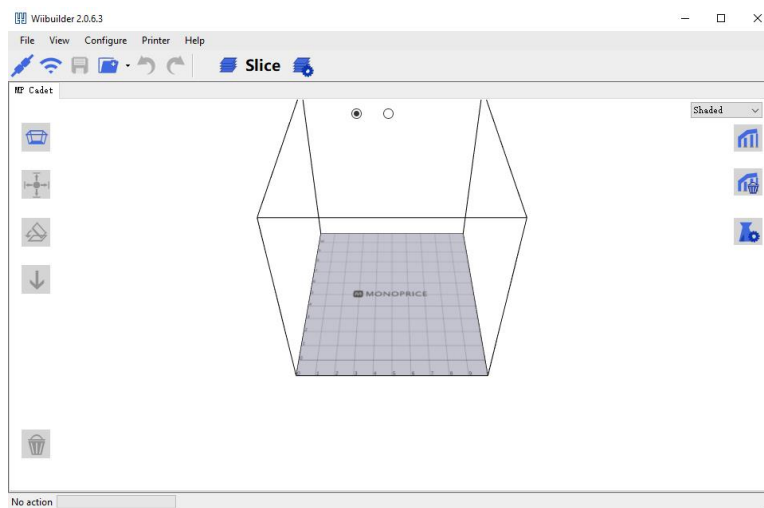 Wiibuilder 2.0.6.3
File View Configure Printer Help
Slice
MP Cadet
Shaded
MONOPRICE
No action